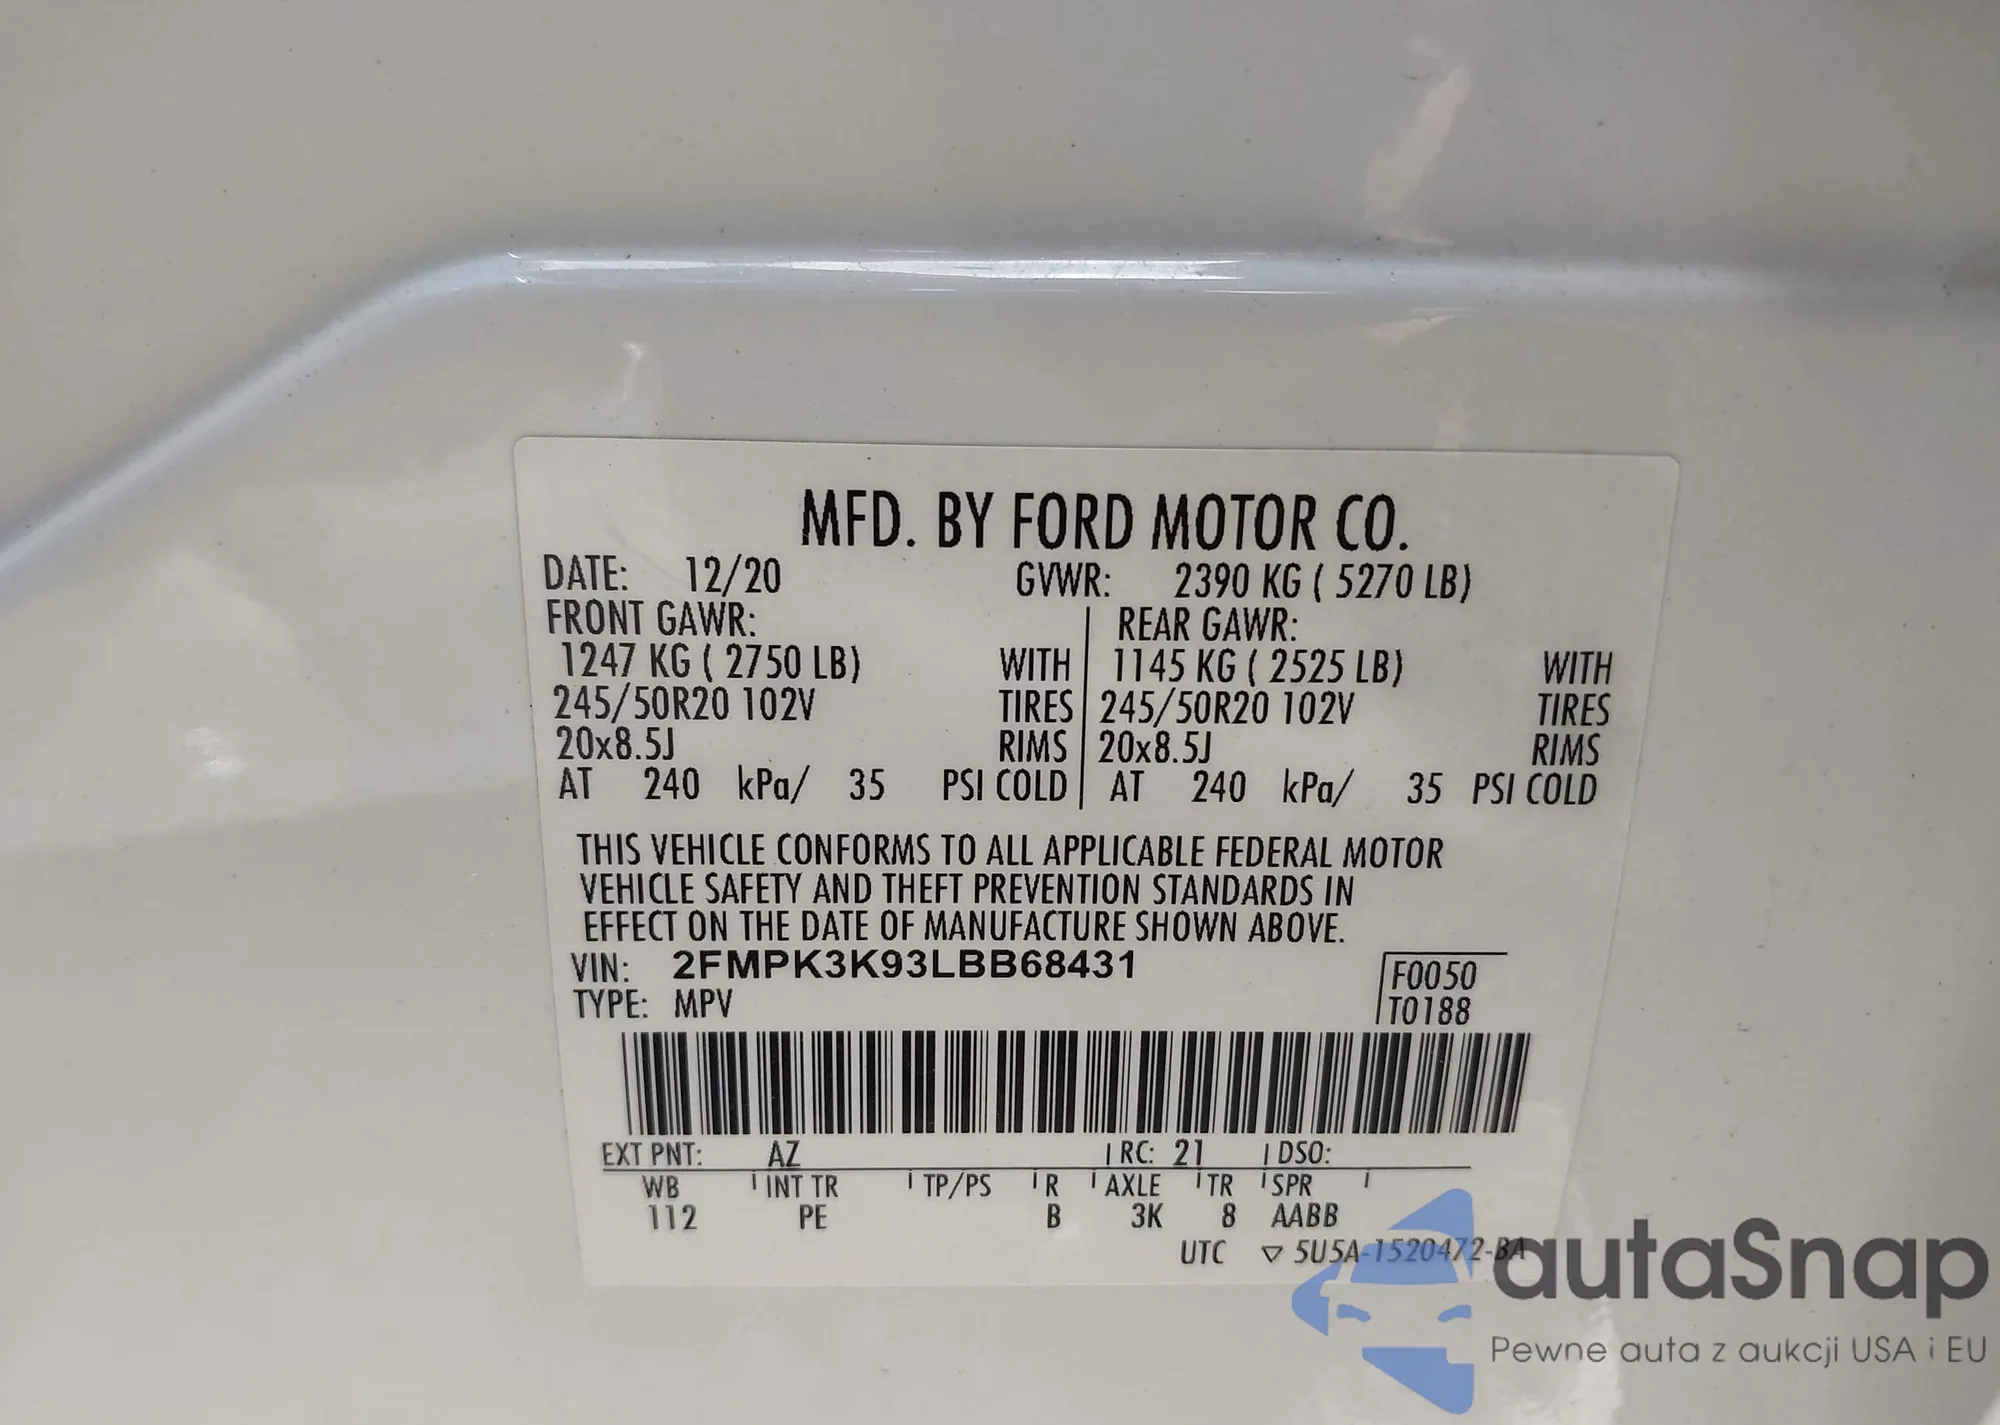 MFD. BY FORD MOTOR CO.
DATE: 12/20 GVWR: 2390 KG ( 5270 LB)
FRONT GAWR: REAR GAWR:
1247 KG ( 2750 LB) WITH 1145 KG ( 2525 LB) WITH
245/50R20 102V TIRES 245/50R20 102V TIRES
20x8.5J RIMS 20x8.5J RIMS
AT 240 kPa/ 35 PSI COLD AT 240 kPa/ 35 PSI COLD
THIS VEHICLE CONFORMS TO ALL APPLICABLE FEDERAL MOTOR
VEHICLE SAFETY AND THEFT PREVENTION STANDARDS IN
EFFECT ON THE DATE OF MANUFACTURE SHOWN ABOVE.
VIN: 2FMPK3K93LBB68431 F0050
TYPE: MPV T0188
EXT PNT: AZ RC: 21 DSO:
WB INT TR TP/PS R AXLE TR SPR
112 PE B 3K 8 AABB
UTC ▽ 5U5A-1520472-BA
autaSnap
Pewne auta z aukcji USA i EU